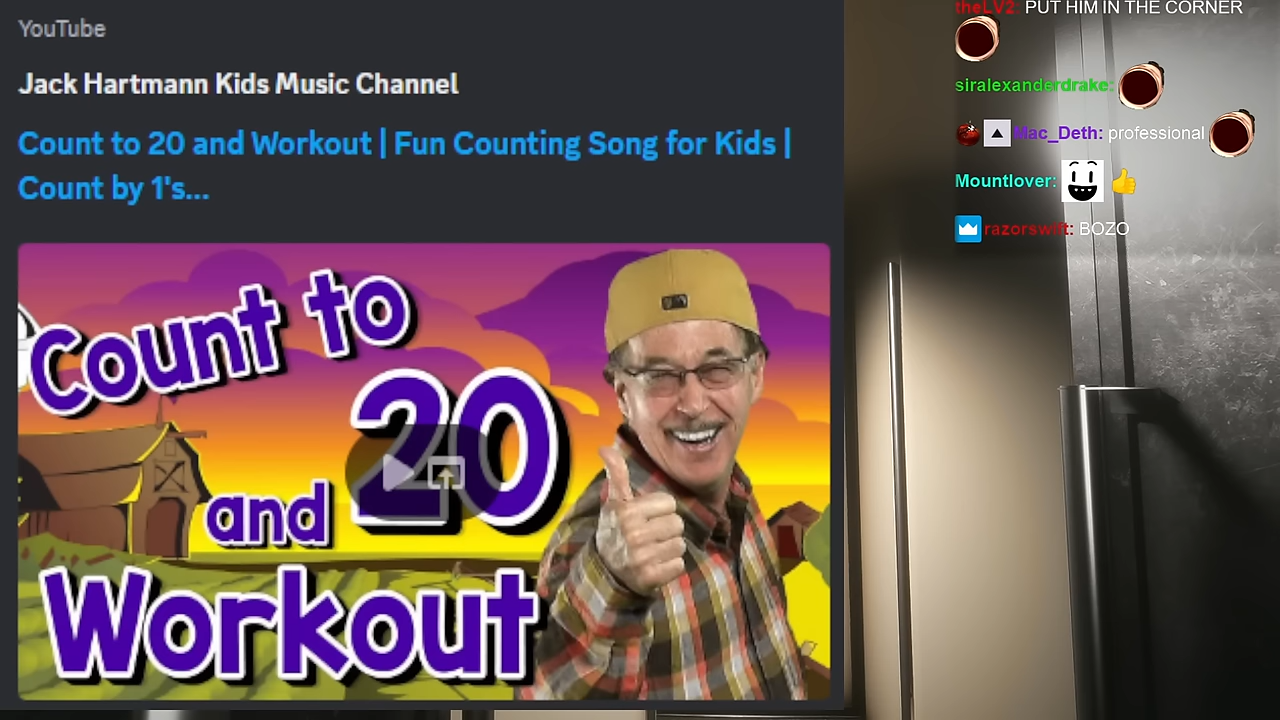 YouTube
Jack Hartmann Kids Music Channel
Count to 20 and Workout | Fun Counting Song for Kids |
Count by 1's...
Count to
20
and
Workout
theLV2: PUT HIM IN THE CORNER
siralexanderdrake:
Mac_Deth: professional
Mountlover:
razorswift: BOZO